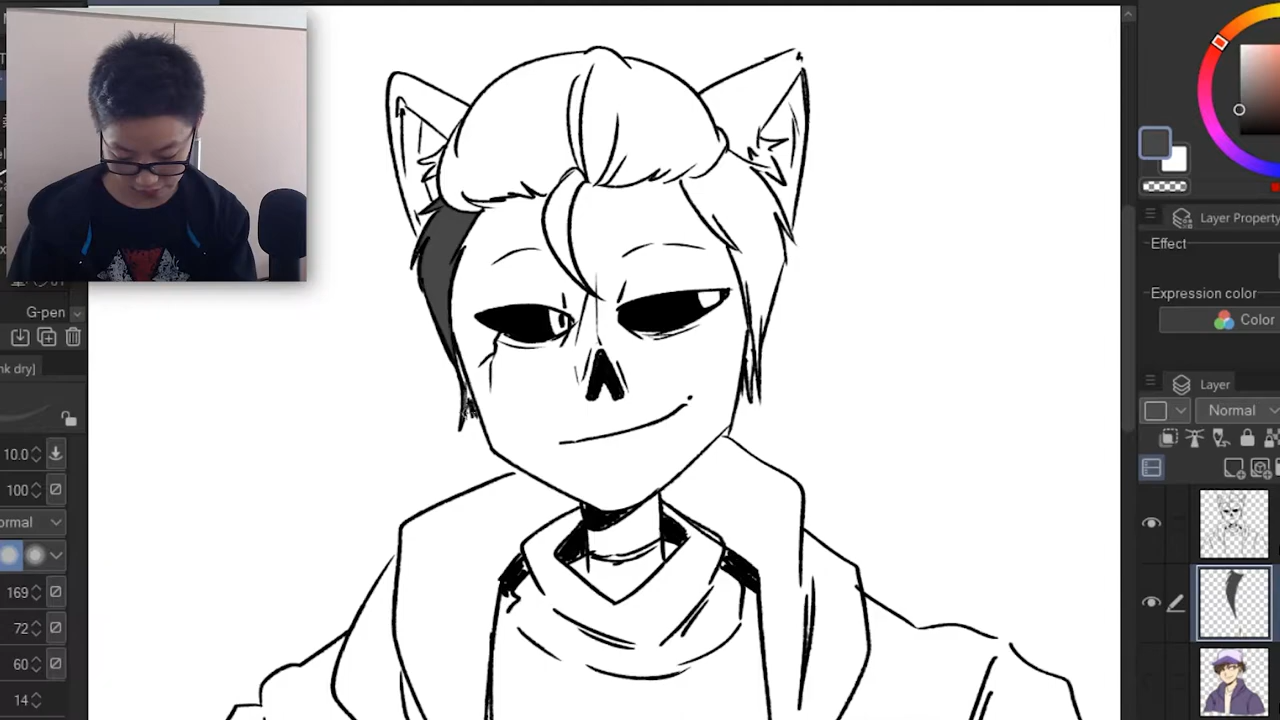 Layer Property
Effect
Expression color
Color
G-pen
nk dry]
Layer
Normal
10.0
100
ormal
169
72
60
14